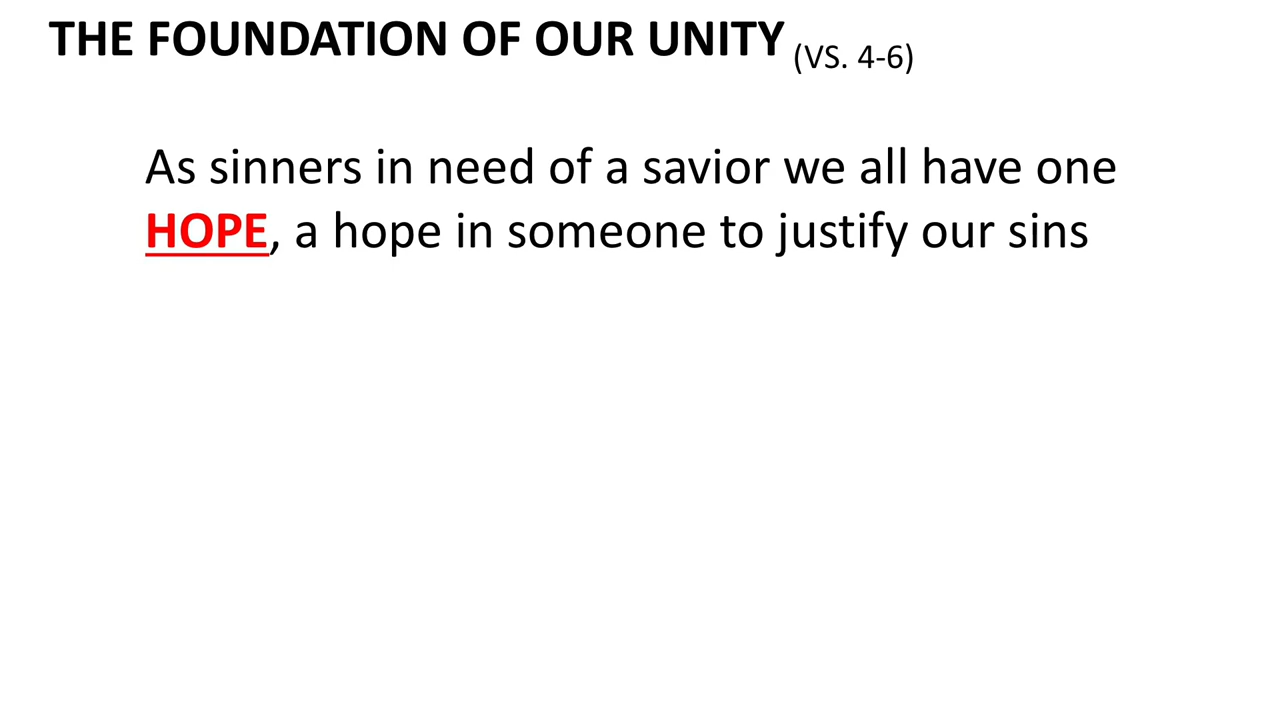 THE FOUNDATION OF OUR UNITY (VS. 4-6)
As sinners in need of a savior we all have one
HOPE, a hope in someone to justify our sins